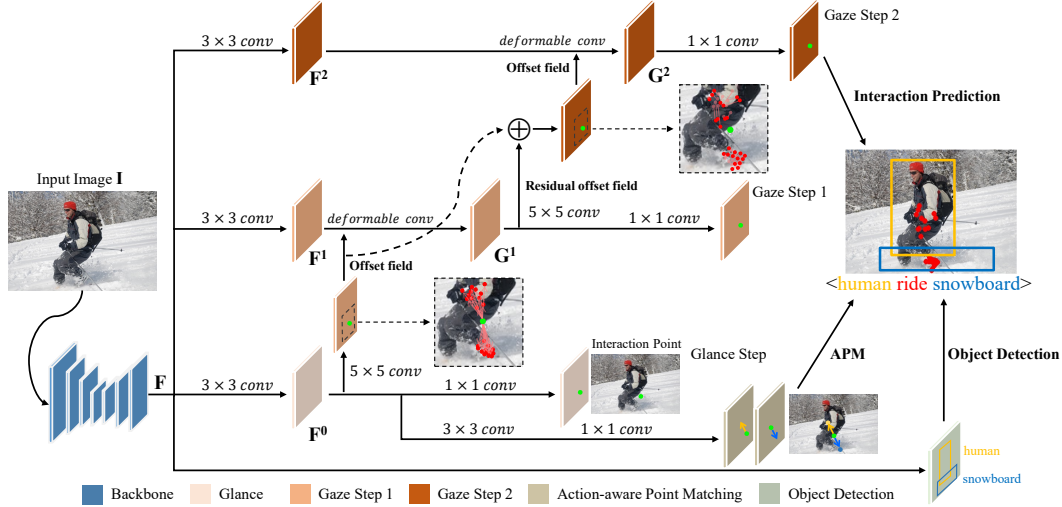 Gaze Step 2
3 × 3 conv
deformable conv
1 × 1 conv
F²
Offset field
G²
Interaction Prediction
Input Image I
Residual offset field
Gaze Step 1
3 × 3 conv
deformable conv
5 × 5 conv
1 × 1 conv
F¹
Offset field
G¹
<human ride snowboard>
Interaction Point
Glance Step
APM
Object Detection
F
3 × 3 conv
5 × 5 conv
1 × 1 conv
F⁰
3 × 3 conv
1 × 1 conv
human
snowboard
Backbone
Glance
Gaze Step 1
Gaze Step 2
Action-aware Point Matching
Object Detection